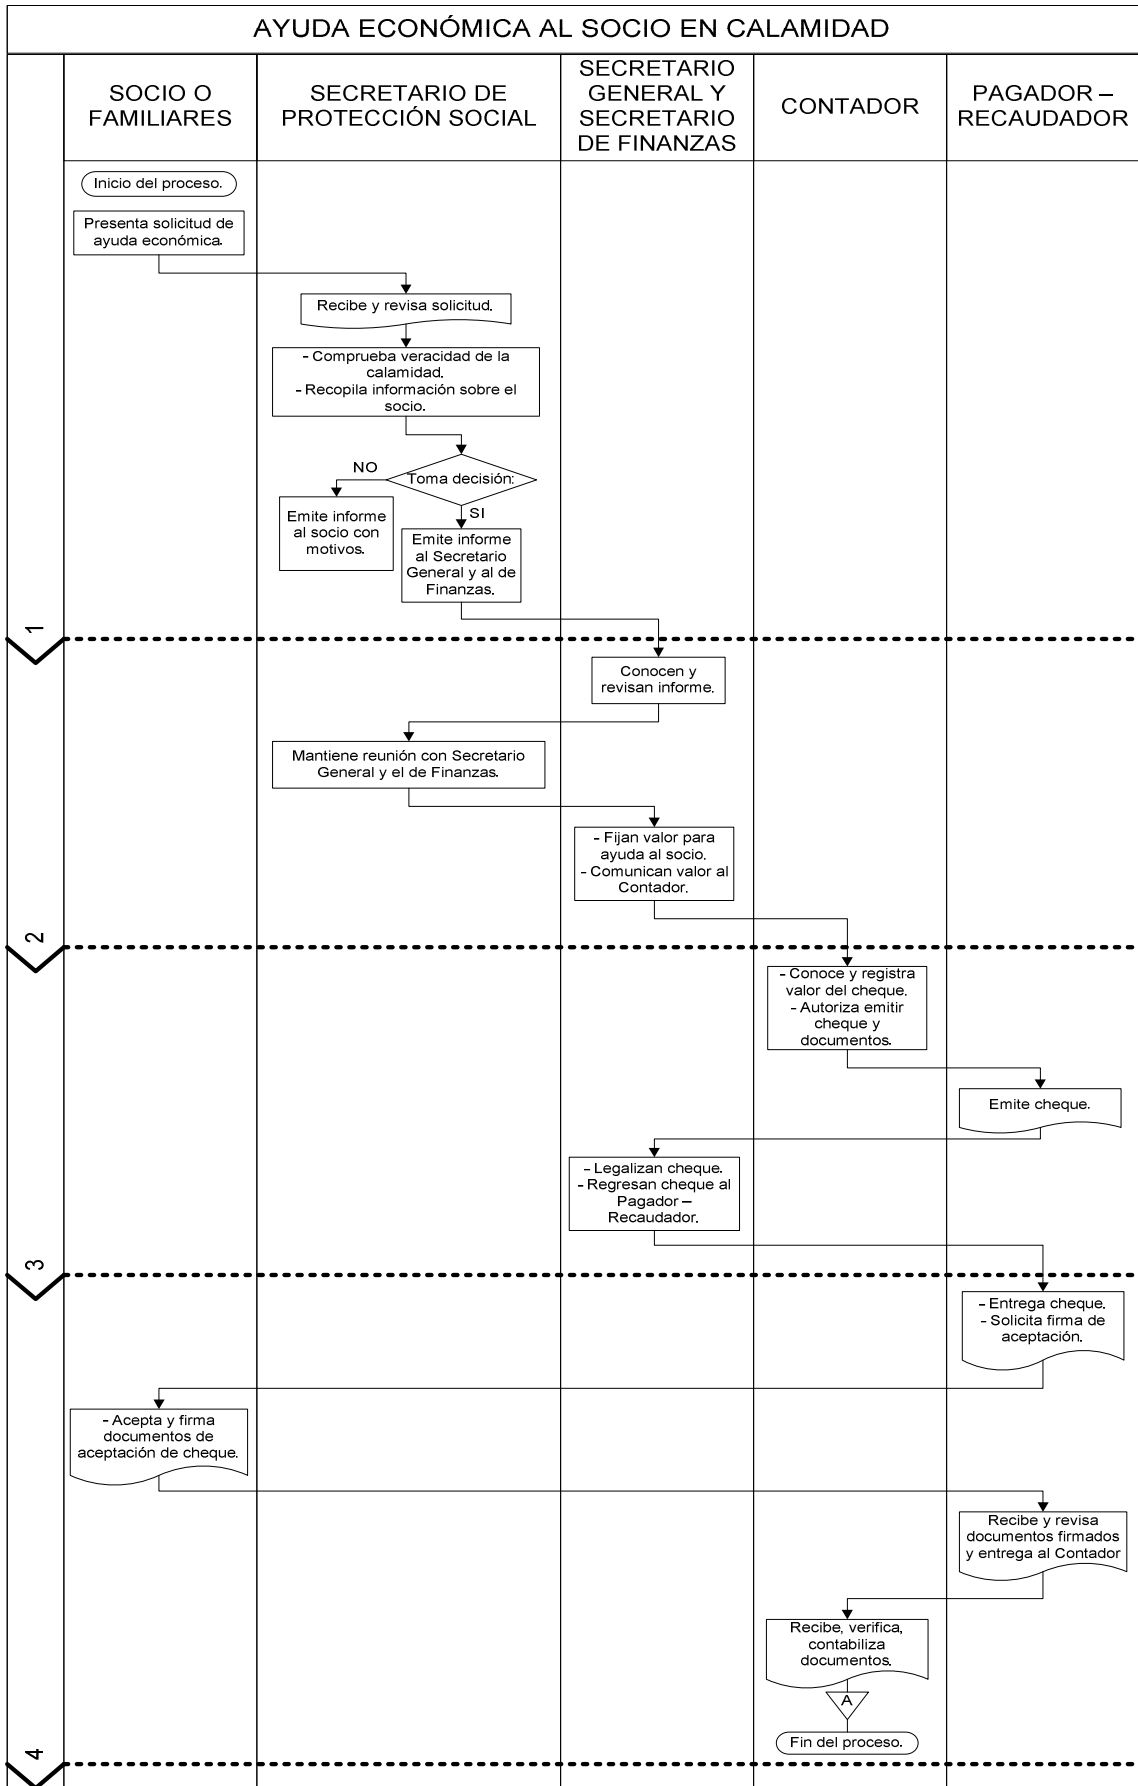 AYUDA ECONÓMICA AL SOCIO EN CALAMIDAD
SOCIO O
FAMILIARES
SECRETARIO DE
PROTECCIÓN SOCIAL
SECRETARIO
GENERAL Y
SECRETARIO
DE FINANZAS
CONTADOR
PAGADOR –
RECAUDADOR
Inicio del proceso.
Presenta solicitud de
ayuda económica.
Recibe y revisa solicitud.
- Comprueba veracidad de la
calamidad.
- Recopila información sobre el
socio.
Toma decisión:
NO
SI
Emite informe
al socio con
motivos.
Emite informe
al Secretario
General y al de
Finanzas.
1
Conocen y
revisan informe.
Mantiene reunión con Secretario
General y el de Finanzas.
- Fijan valor para
ayuda al socio.
- Comunican valor al
Contador.
2
- Conoce y registra
valor del cheque.
- Autoriza emitir
cheque y
documentos.
Emite cheque.
- Legalizan cheque.
- Regresan cheque al
Pagador –
Recaudador.
3
- Entrega cheque.
- Solicita firma de
aceptación.
- Acepta y firma
documentos de
aceptación de cheque.
Recibe y revisa
documentos firmados
y entrega al Contador
Recibe, verifica,
contabiliza
documentos.
A
Fin del proceso.
4